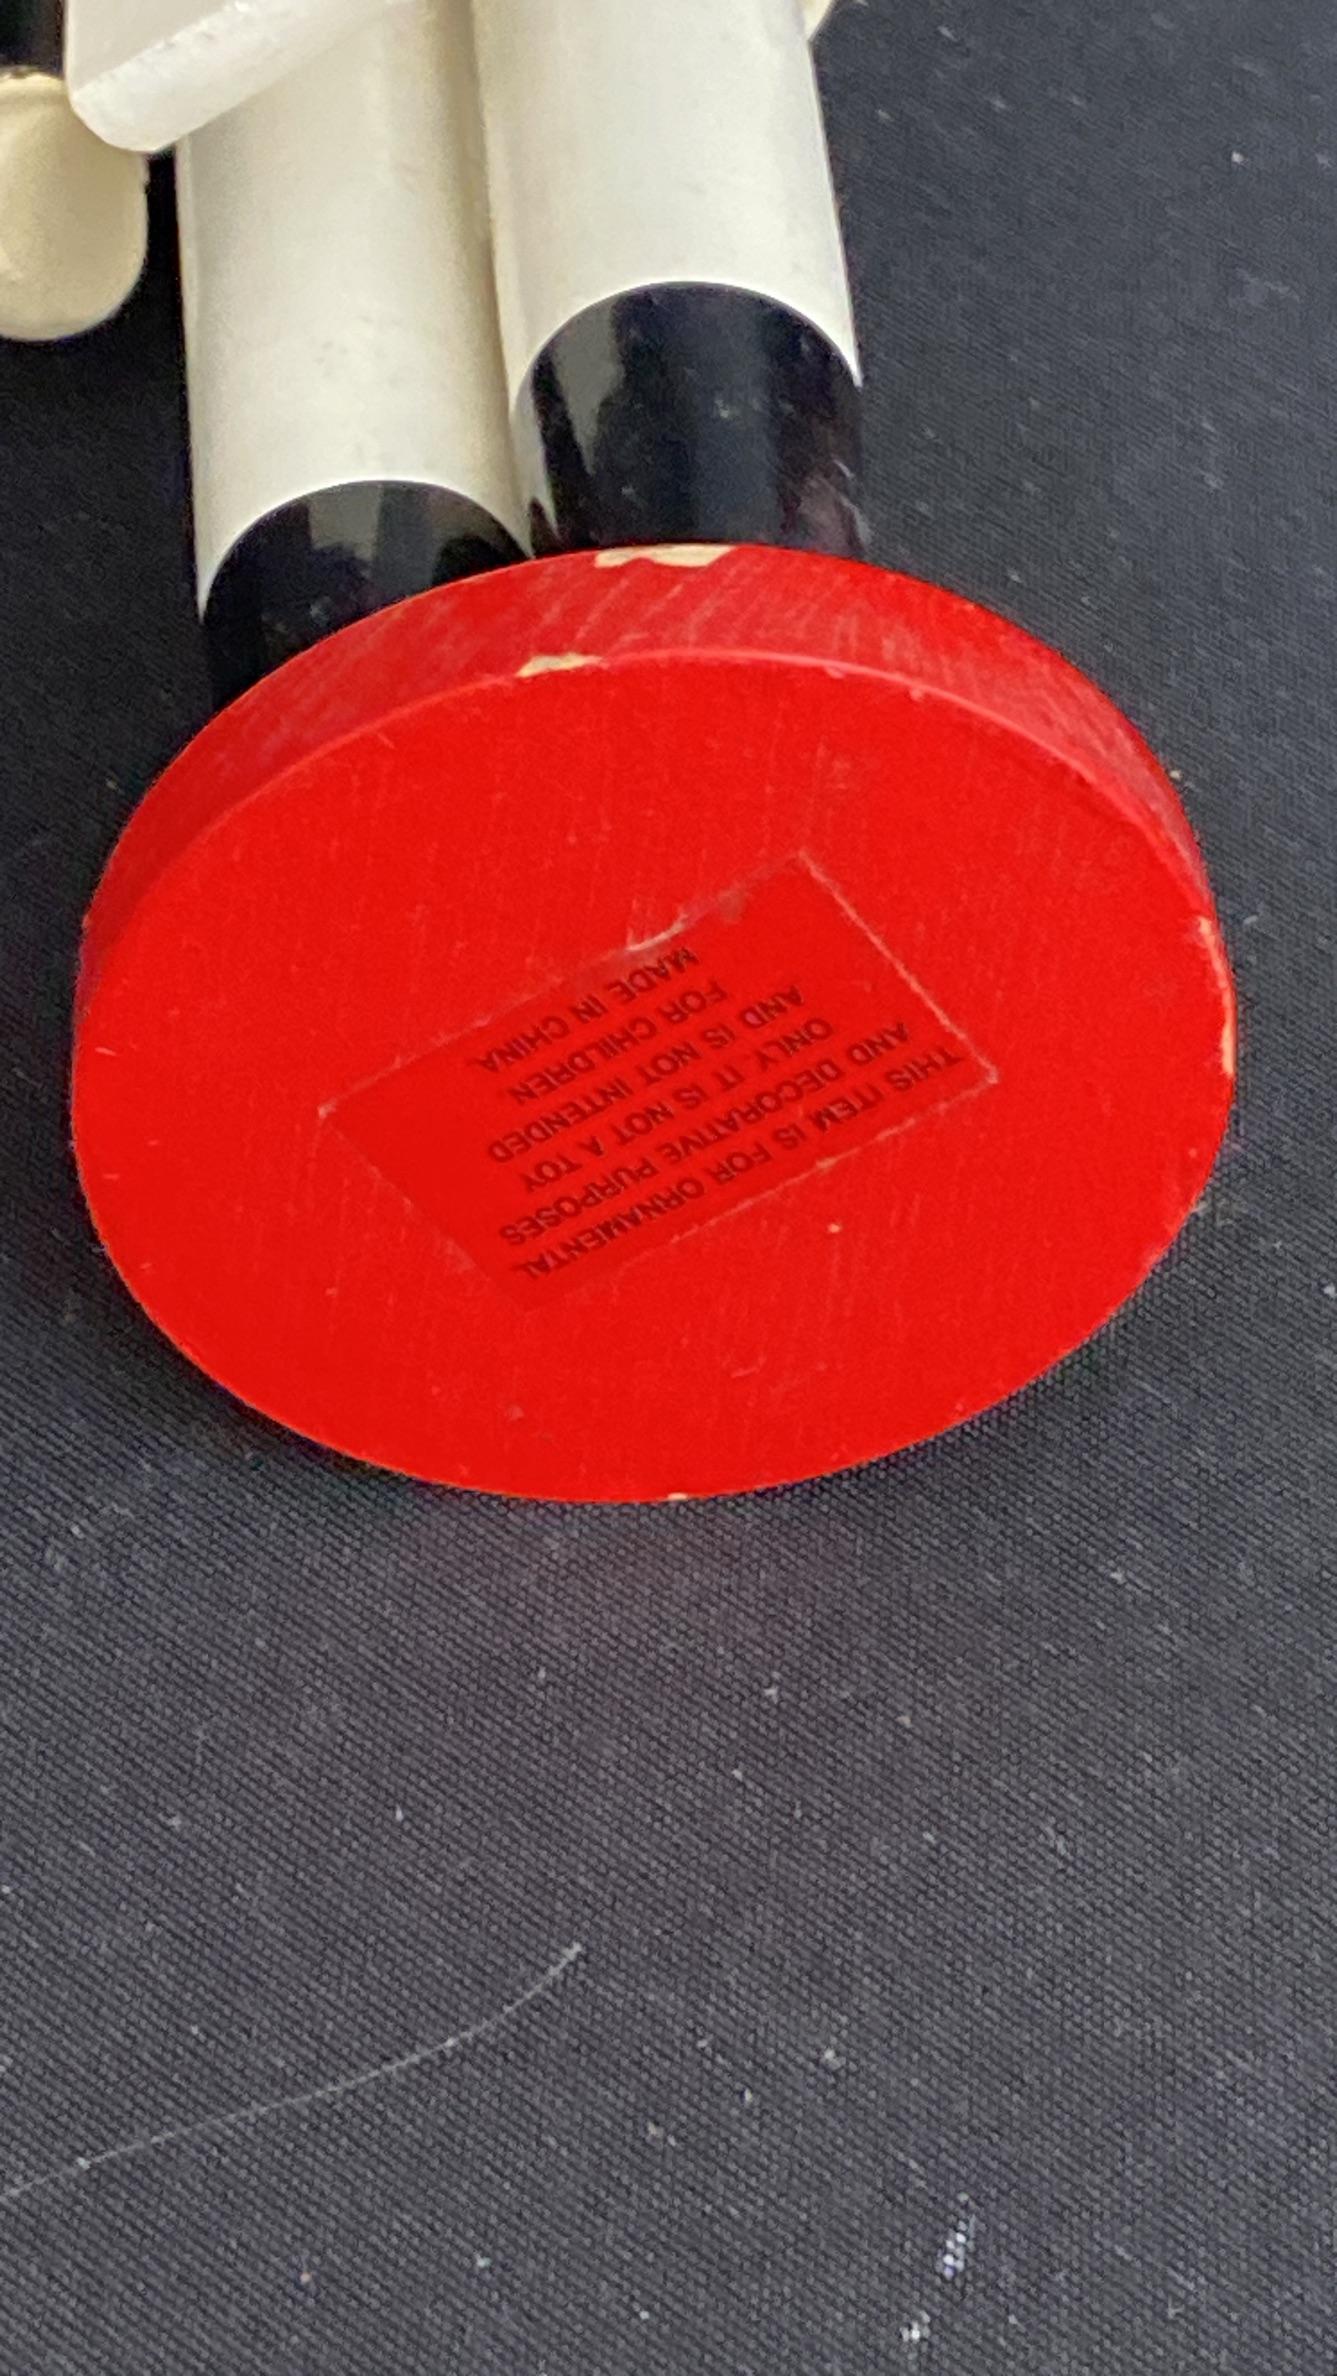 THIS ITEM IS FOR ORNAMENTAL
AND DECORATIVE PURPOSES
ONLY IT IS NOT A TOY
AND IS NOT INTENDED
FOR CHILDREN
MADE IN CHINA